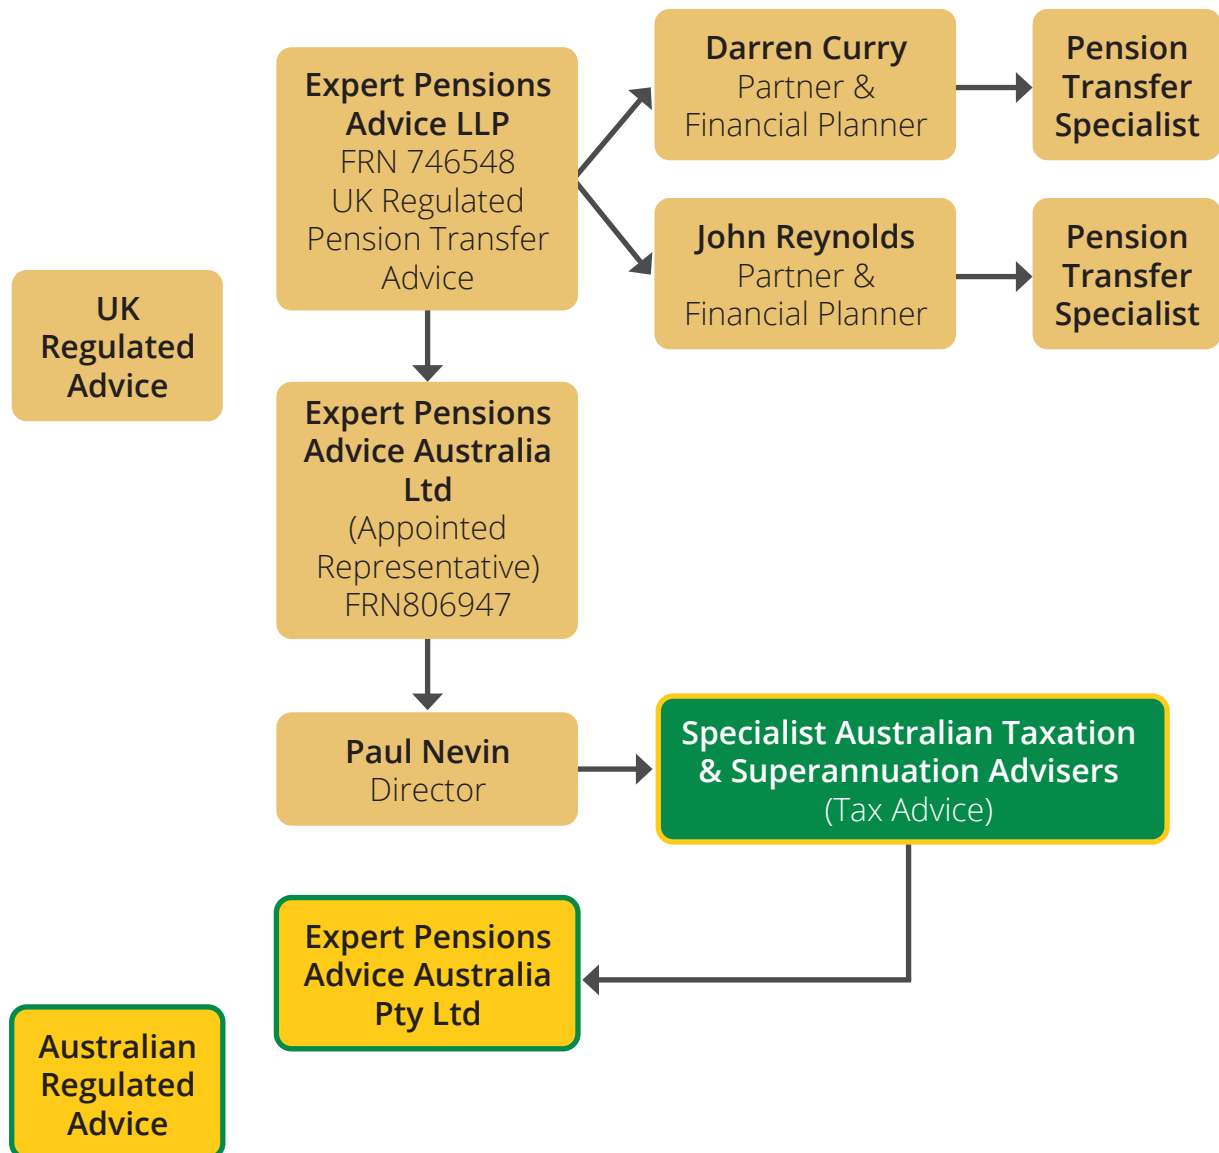 Expert Pensions
Advice LLP
FRN 746548
UK Regulated
Pension Transfer
Advice
Darren Curry
Partner &
Financial Planner
Pension
Transfer
Specialist
John Reynolds
Partner &
Financial Planner
Pension
Transfer
Specialist
UK
Regulated
Advice
Expert Pensions
Advice Australia
Ltd
(Appointed
Representative)
FRN806947
Paul Nevin
Director
Specialist Australian Taxation
& Superannuation Advisers
(Tax Advice)
Expert Pensions
Advice Australia
Pty Ltd
Australian
Regulated
Advice